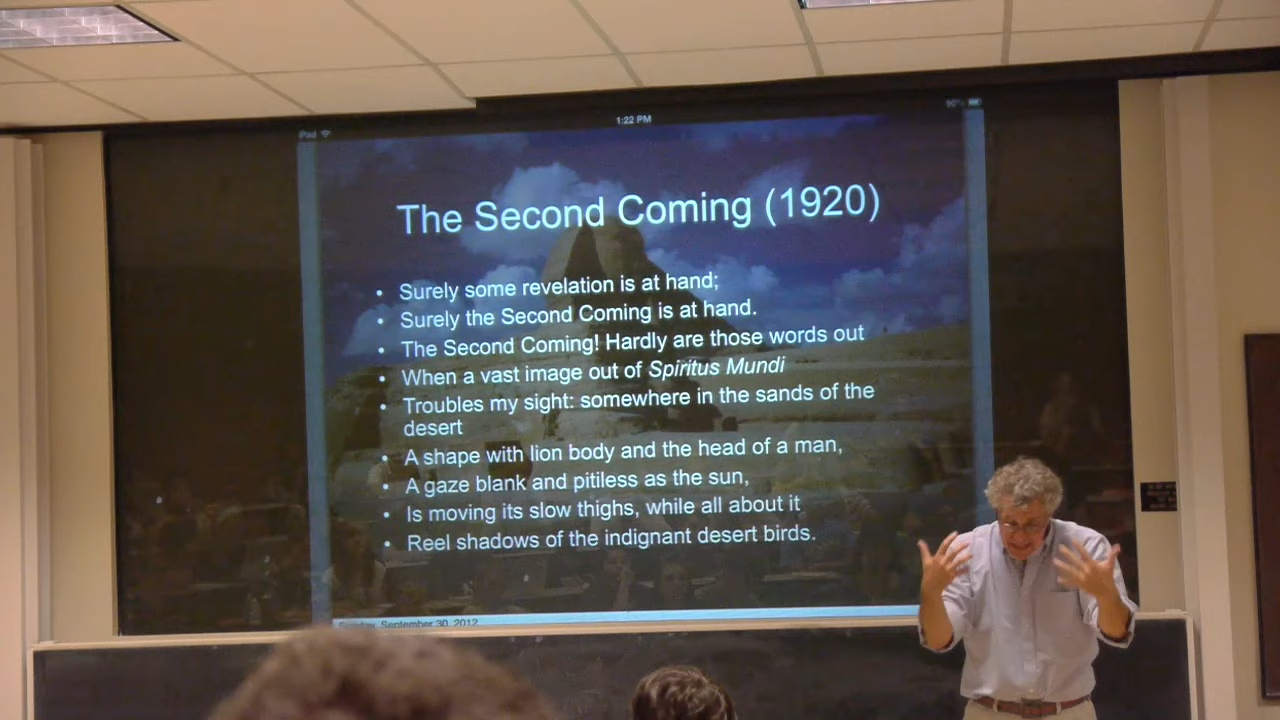 iPad
1:22 PM
90%
The Second Coming (1920)
• Surely some revelation is at hand;
• Surely the Second Coming is at hand.
• The Second Coming! Hardly are those words out
• When a vast image out of Spiritus Mundi
• Troubles my sight: somewhere in the sands of the
desert
• A shape with lion body and the head of a man,
• A gaze blank and pitiless as the sun,
• Is moving its slow thighs, while all about it
• Reel shadows of the indignant desert birds.
Sunday, September 30, 2012